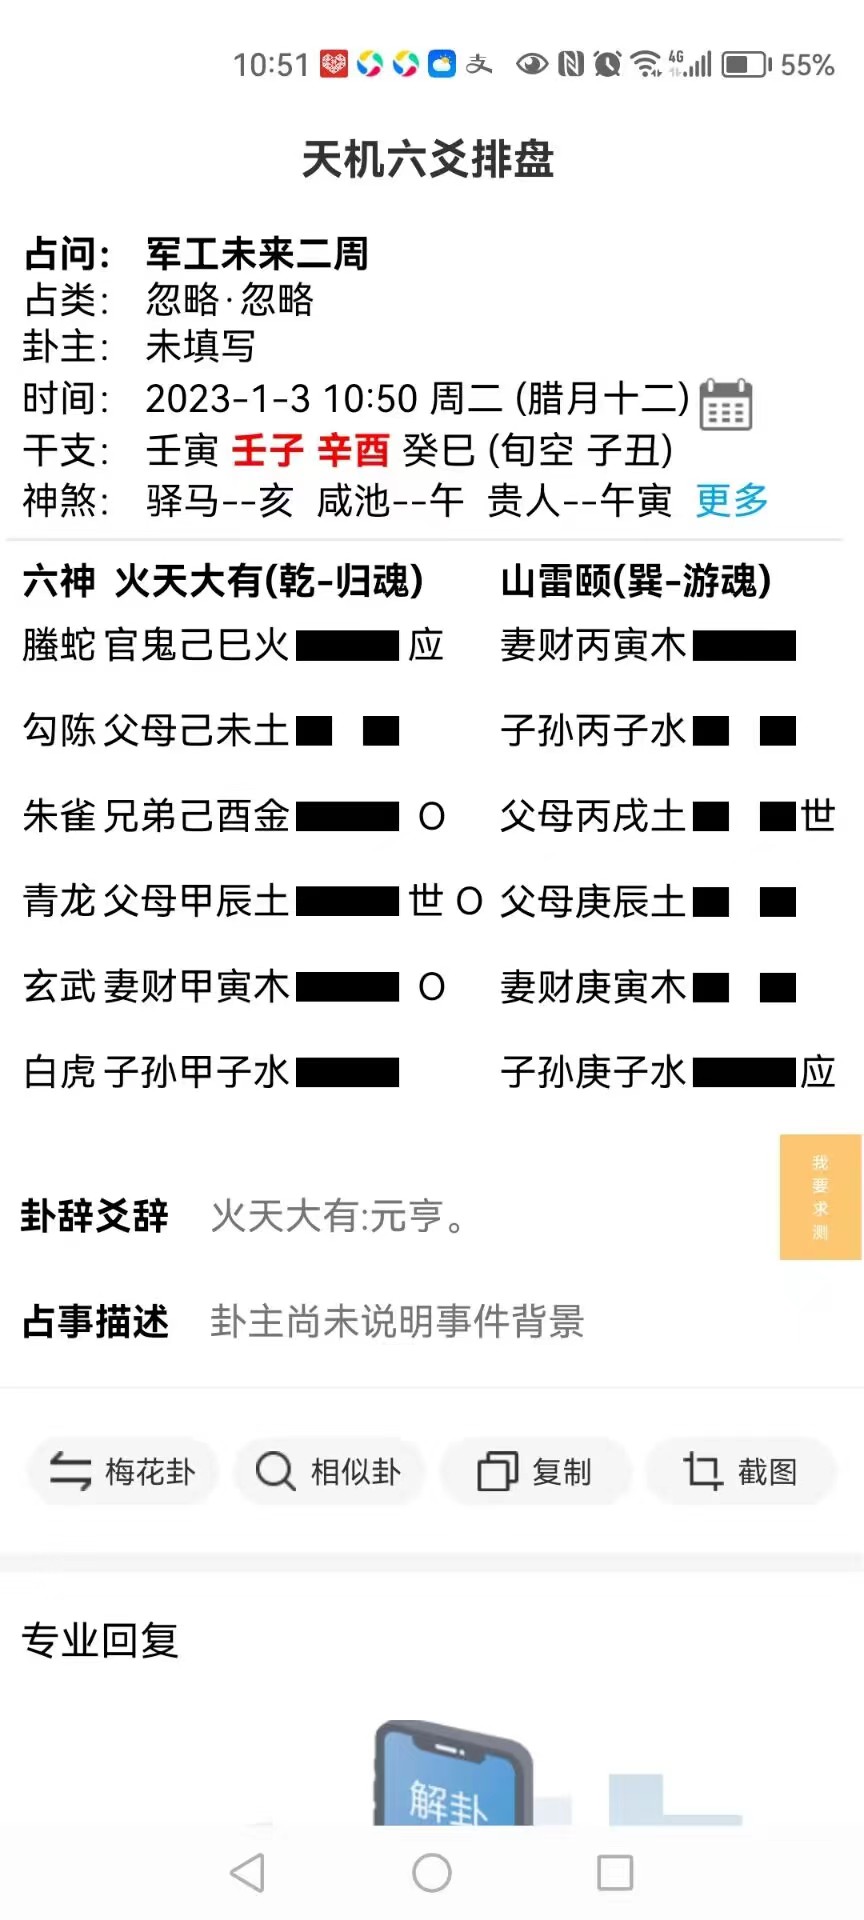 10:51 支 4G 55%
天机六爻排盘
占问： 军工未来二周
占类： 忽略·忽略
卦主： 未填写
时间： 2023-1-3 10:50 周二 (腊月十二)
干支： 壬寅 壬子 辛酉 癸巳 (旬空 子丑)
神煞： 驿马--亥 咸池--午 贵人--午寅 更多
六神 火天大有(乾-归魂) 山雷颐(巽-游魂)
螣蛇 官鬼己巳火 应 妻财丙寅木
勾陈 父母己未土 子孙丙子水
朱雀 兄弟己酉金 O 父母丙戌土 世
青龙 父母甲辰土 世 O 父母庚辰土
玄武 妻财甲寅木 O 妻财庚寅木
白虎 子孙甲子水 子孙庚子水 应
我要求测
卦辞爻辞 火天大有:元亨。
占事描述 卦主尚未说明事件背景
梅花卦 相似卦 复制 截图
专业回复
解卦